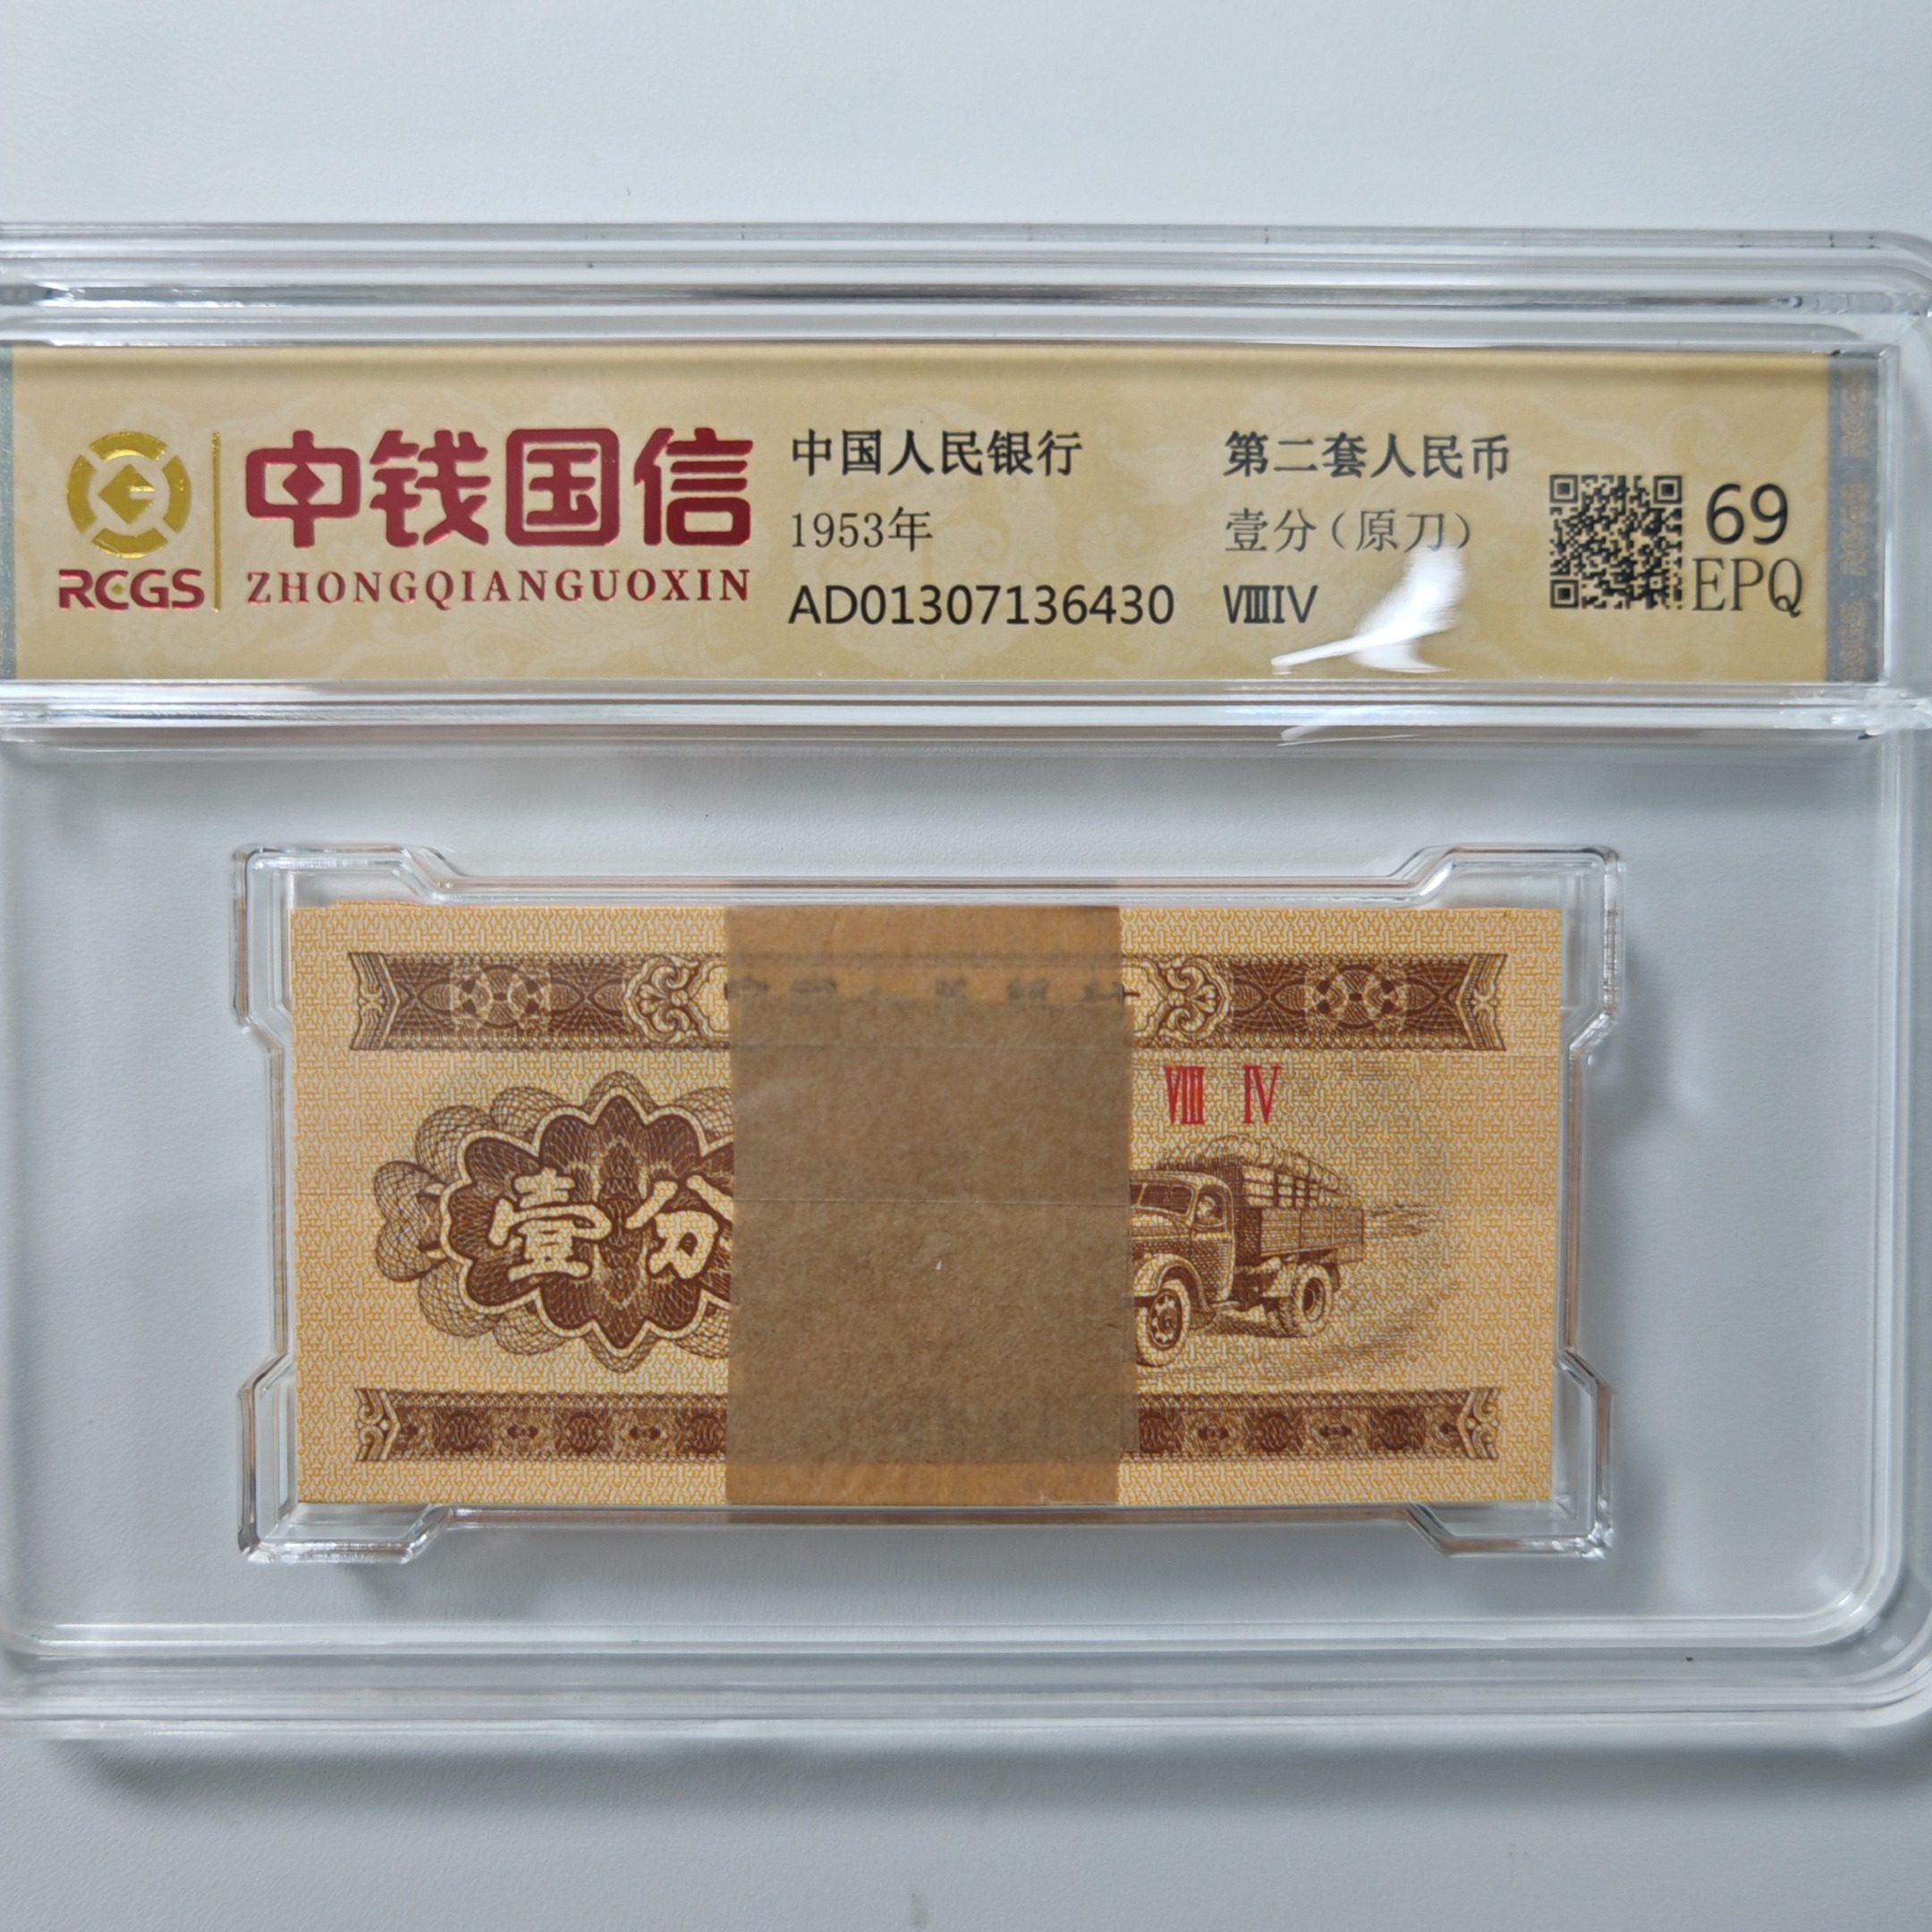 中钱国信
RCGS
ZHONGQIANGUOXIN
中国人民银行
1953年
AD01307136430
第二套人民币
壹分（原刀）
ⅧⅣ
69
EPQ
Ⅷ Ⅳ
壹分